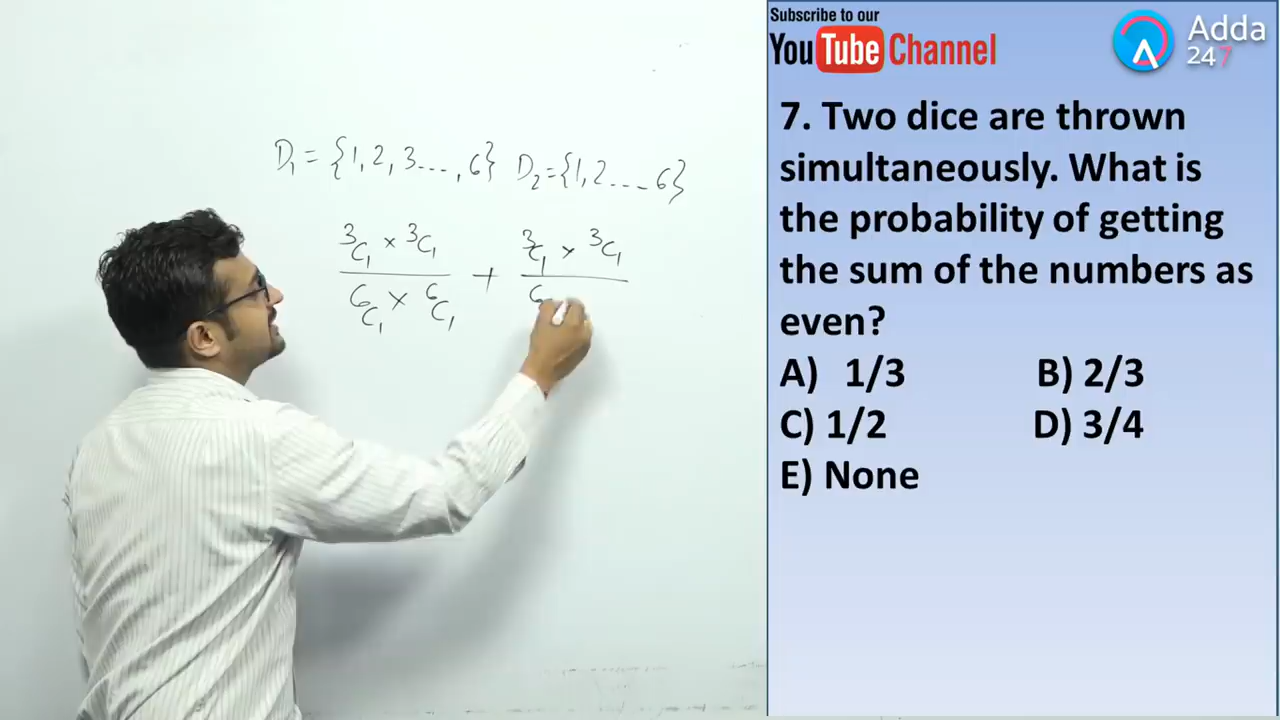 D₁ = {1, 2, 3...., 6} D₂ = {1, 2....6}
³C₁ × ³C₁ + ³C₁ × ³C₁
⁶C₁ × ⁶C₁ 6
Subscribe to our
YouTube Channel
Adda
247
7. Two dice are thrown
simultaneously. What is
the probability of getting
the sum of the numbers as
even?
A) 1/3 B) 2/3
C) 1/2 D) 3/4
E) None